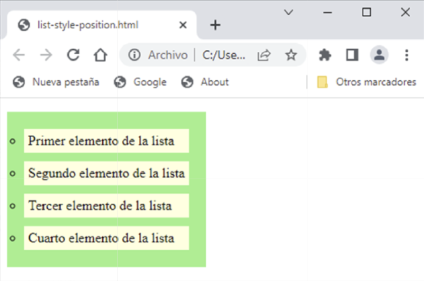 list-style-position.html
Archivo | C:/Use...
Nueva pestaña Google About Otros marcadores
Primer elemento de la lista
Segundo elemento de la lista
Tercer elemento de la lista
Cuarto elemento de la lista